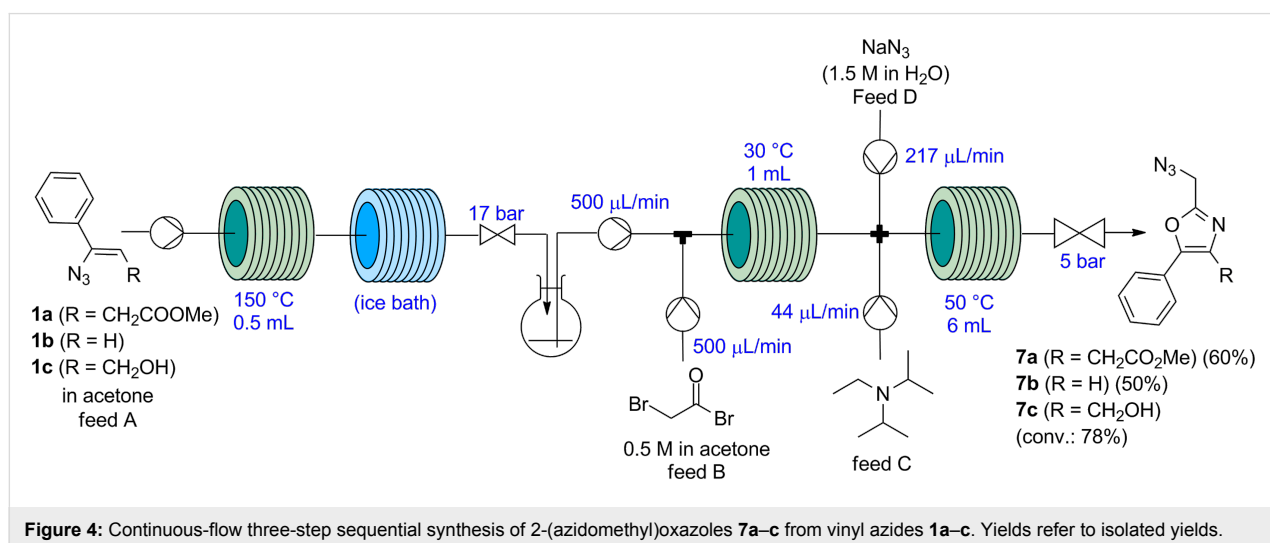 N₃
R
1a (R = CH₂COOMe)
1b (R = H)
1c (R = CH₂OH)
in acetone
feed A
150 °C
0.5 mL
(ice bath)
17 bar
500 μL/min
500 μL/min
O
Br
Br
0.5 M in acetone
feed B
30 °C
1 mL
NaN₃
(1.5 M in H₂O)
Feed D
217 μL/min
44 μL/min
N
feed C
50 °C
6 mL
5 bar
N₃
O
N
R
7a (R = CH₂CO₂Me) (60%)
7b (R = H) (50%)
7c (R = CH₂OH)
(conv.: 78%)
Figure 4: Continuous-flow three-step sequential synthesis of 2-(azidomethyl)oxazoles 7a–c from vinyl azides 1a–c. Yields refer to isolated yields.